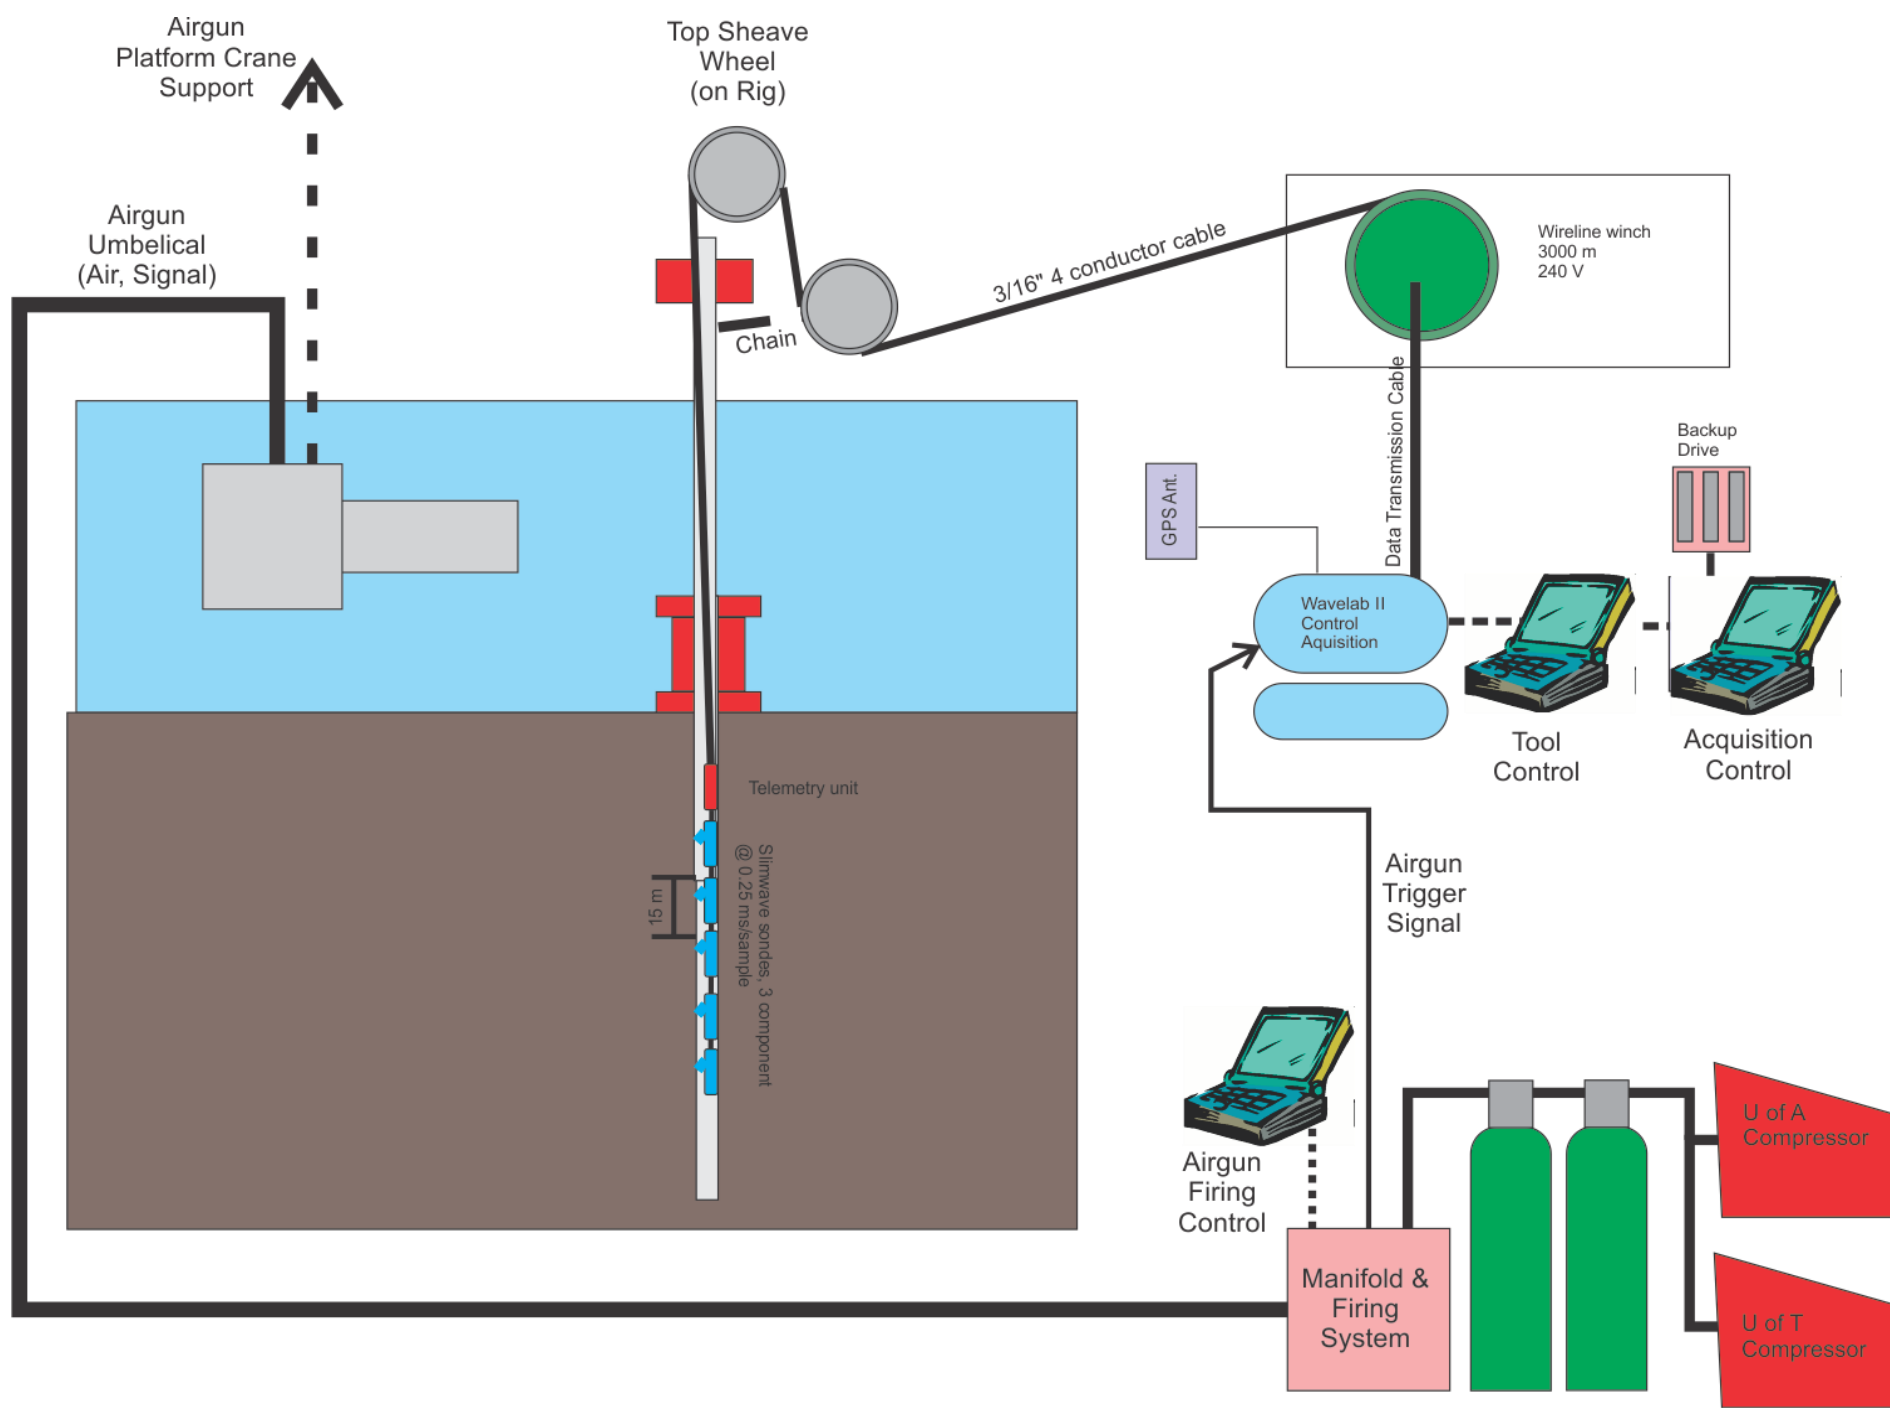 Airgun
Platform Crane
Support
Top Sheave
Wheel
(on Rig)
Airgun
Umbelical
(Air, Signal)
3/16" 4 conductor cable
Wireline winch
3000 m
240 V
Chain
Data Transmission Cable
Backup
Drive
GPS Ant.
Wavelab II
Control
Aquisition
Tool
Control
Acquisition
Control
Telemetry unit
Slimwave sondes, 3 component
@ 0.25 ms/sample
15 m
Airgun
Trigger
Signal
Airgun
Firing
Control
U of A
Compressor
Manifold &
Firing
System
U of T
Compressor